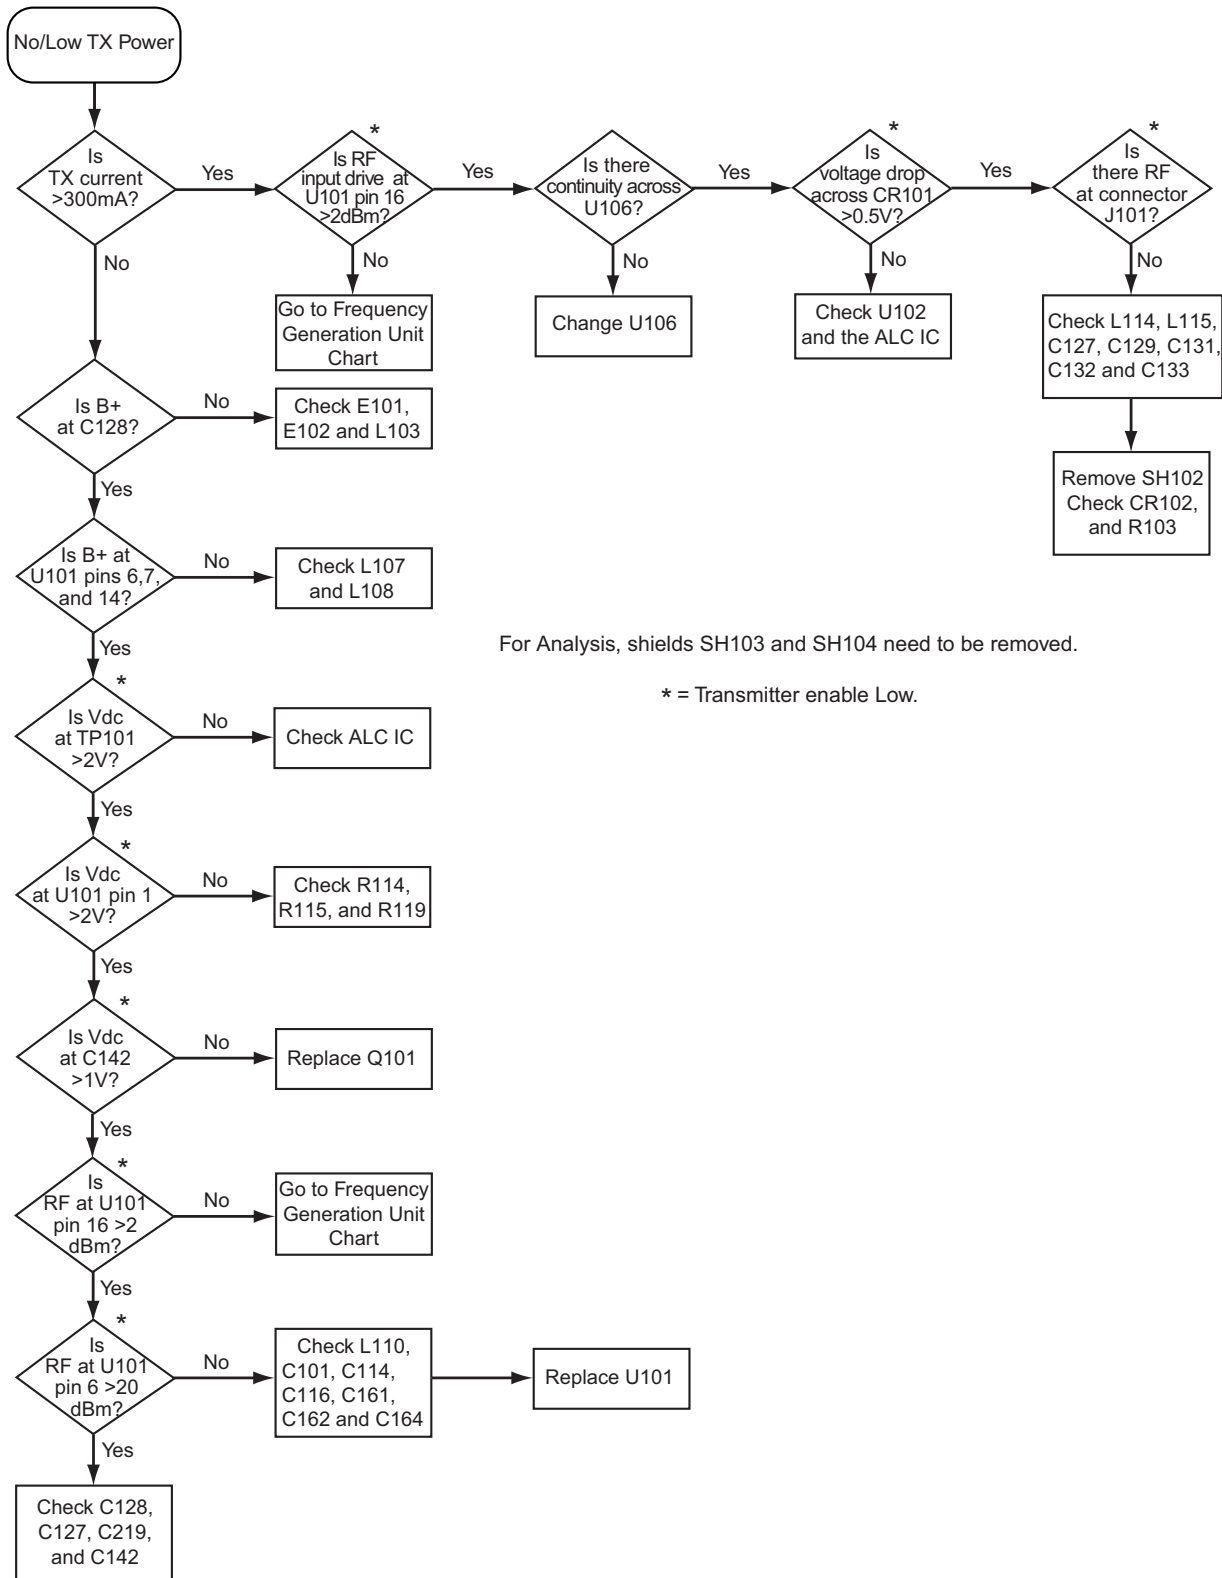 No/Low TX Power
Is
TX current
>300mA?
Yes
*
Is RF
input drive at
U101 pin 16
>2dBm?
Yes
Is there
continuity across
U106?
Yes
*
Is
voltage drop
across CR101
>0.5V?
Yes
*
Is
there RF
at connector
J101?
No
No
No
No
No
Go to Frequency
Generation Unit
Chart
Change U106
Check U102
and the ALC IC
Check L114, L115,
C127, C129, C131,
C132 and C133
Remove SH102
Check CR102,
and R103
Is B+
at C128?
No
Check E101,
E102 and L103
Yes
Is B+ at
U101 pins 6,7,
and 14?
No
Check L107
and L108
Yes
For Analysis, shields SH103 and SH104 need to be removed.
* = Transmitter enable Low.
*
Is Vdc
at TP101
>2V?
No
Check ALC IC
Yes
*
Is Vdc
at U101 pin 1
>2V?
No
Check R114,
R115, and R119
Yes
*
Is Vdc
at C142
>1V?
No
Replace Q101
Yes
*
Is
RF at U101
pin 16 >2
dBm?
No
Go to Frequency
Generation Unit
Chart
Yes
*
Is
RF at U101
pin 6 >20
dBm?
No
Check L110,
C101, C114,
C116, C161,
C162 and C164
Replace U101
Yes
Check C128,
C127, C219,
and C142